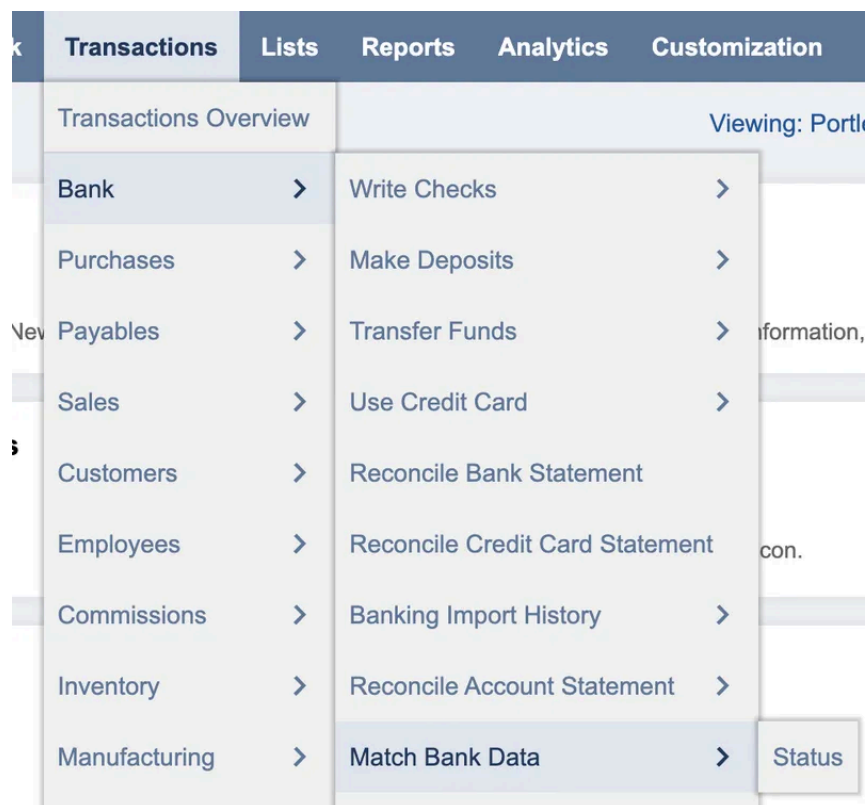 k Transactions Lists Reports Analytics Customization
Transactions Overview
Viewing: Portle
Bank
Write Checks
Purchases
Make Deposits
New
Payables
Transfer Funds
nformation,
Sales
Use Credit Card
s
Customers
Reconcile Bank Statement
Employees
Reconcile Credit Card Statement
con.
Commissions
Banking Import History
Inventory
Reconcile Account Statement
Manufacturing
Match Bank Data
Status